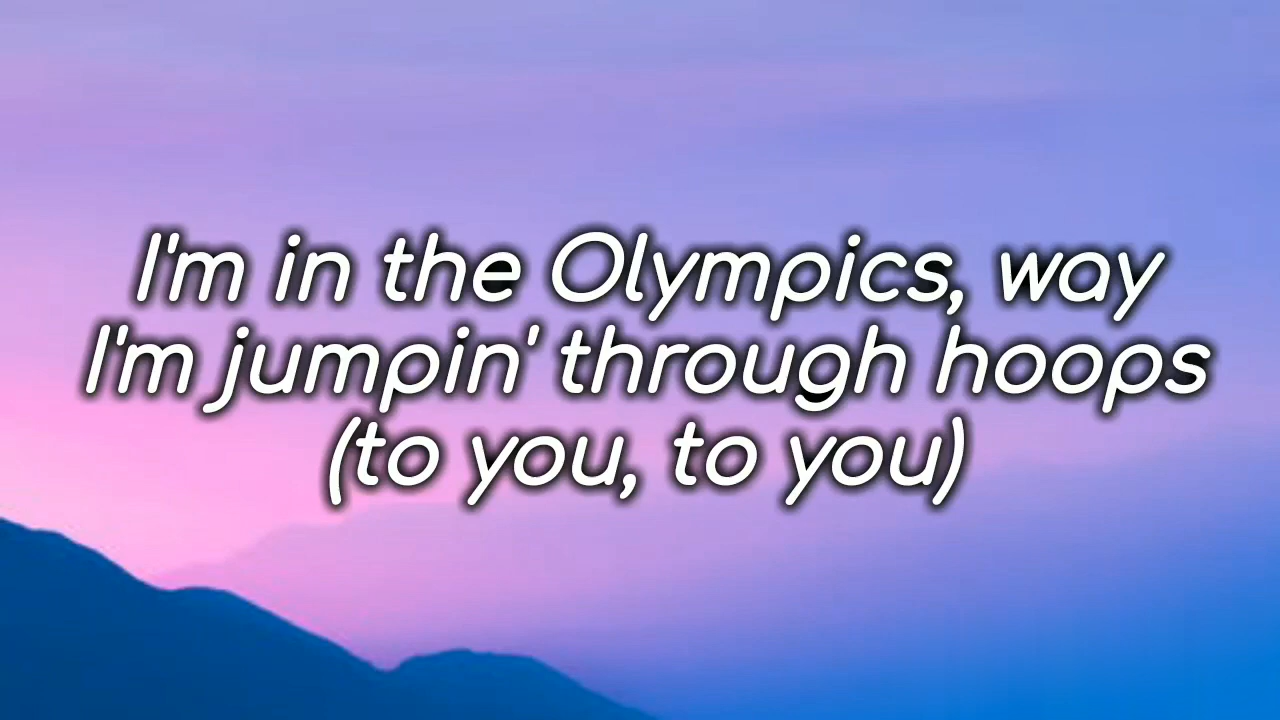 I'm in the Olympics, way
I'm jumpin' through hoops
(to you, to you)